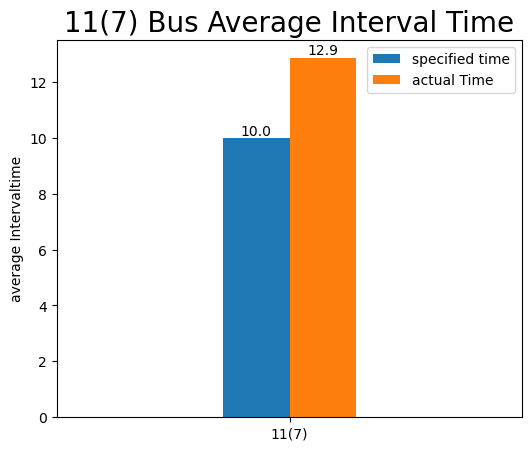 11(7) Bus Average Interval Time
specified time
actual Time
12.9
10.0
average Intervaltime
12
10
8
6
4
2
0
11(7)